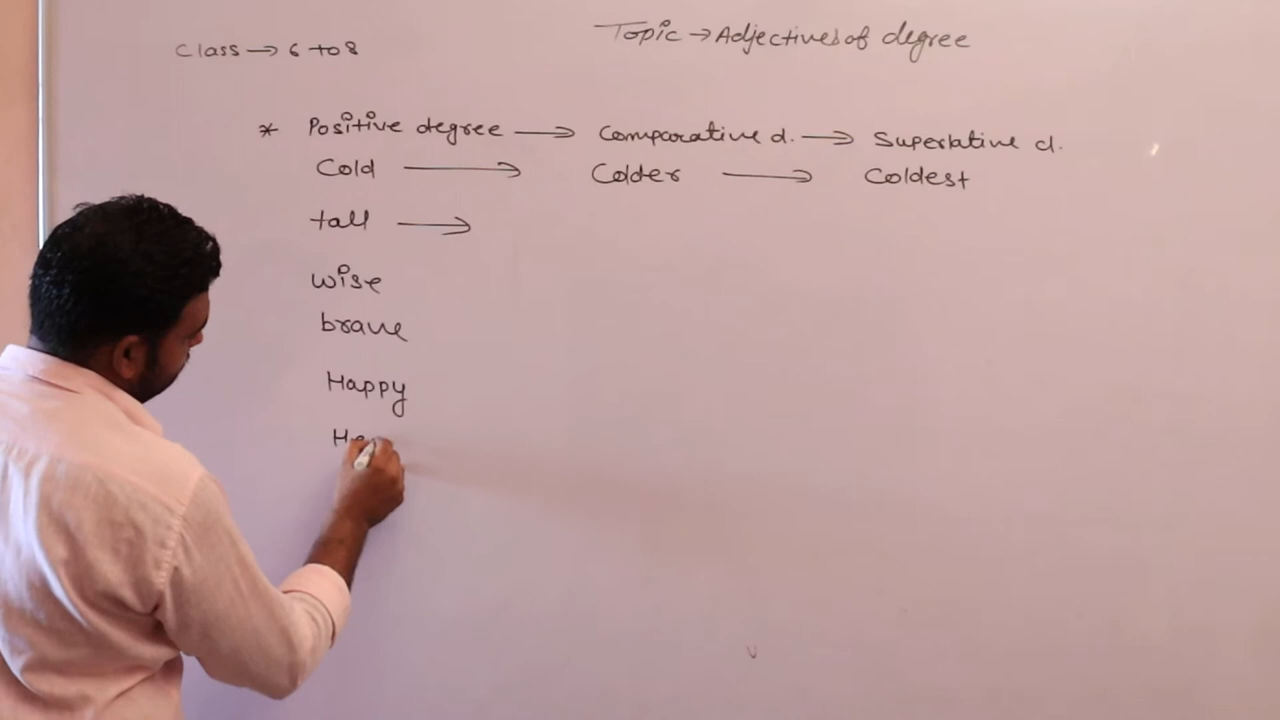 Class → 6 to 8
Topic → Adjectives of degree
* Positive degree → Comparative d. → Superlative d.
Cold → Colder → Coldest
tall →
wise
brave
Happy